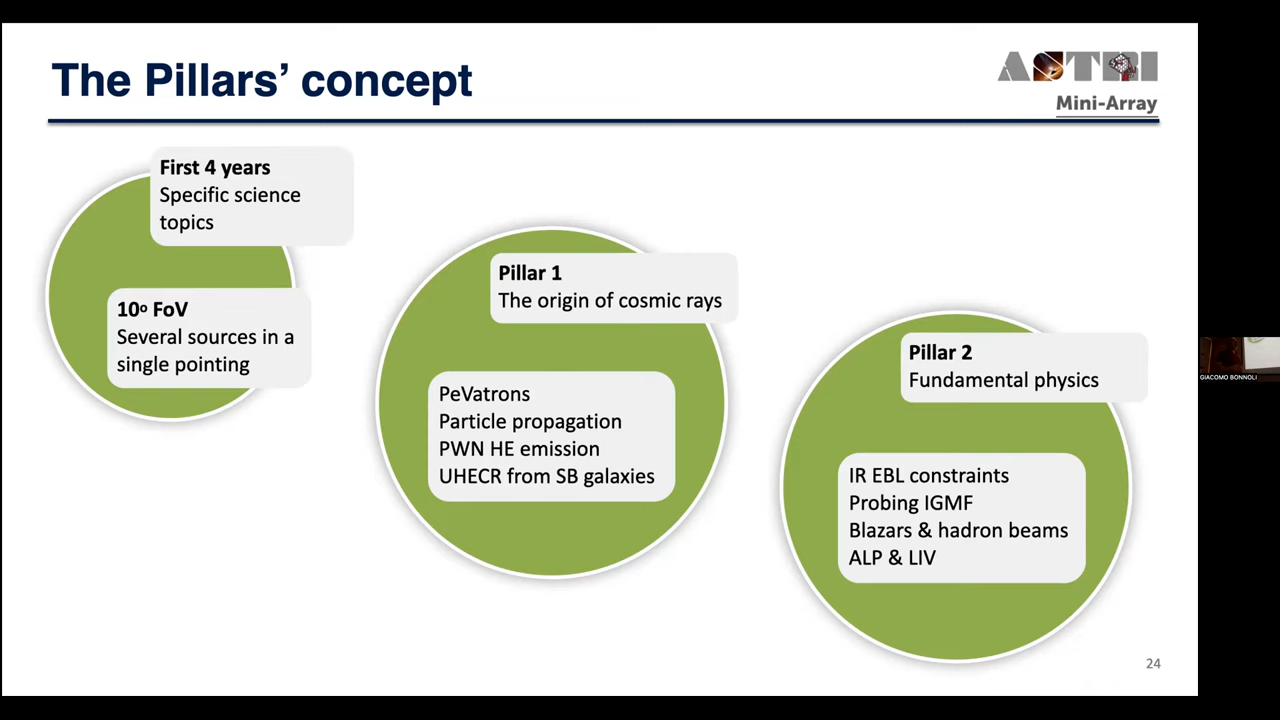 The Pillars' concept
ASTRI
Mini-Array
First 4 years
Specific science
topics
10º FoV
Several sources in a
single pointing
Pillar 1
The origin of cosmic rays
PeVatrons
Particle propagation
PWN HE emission
UHECR from SB galaxies
Pillar 2
Fundamental physics
IR EBL constraints
Probing IGMF
Blazars & hadron beams
ALP & LIV
GIACOMO BONNOLI
24